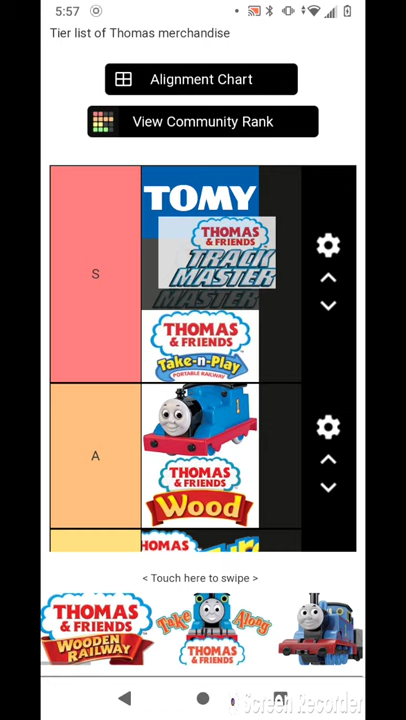 5:57
Tier list of Thomas merchandise
Alignment Chart
View Community Rank
S
TOMY
THOMAS
& FRIENDS
TRACK
MASTER
MASTER
THOMAS
& FRIENDS
Take-n-Play
PORTABLE RAILWAY
A
THOMAS
& FRIENDS
Wood
< Touch here to swipe >
THOMAS
& FRIENDS
WOODEN
RAILWAY
Take Along
THOMAS
& FRIENDS
Screen Recorder